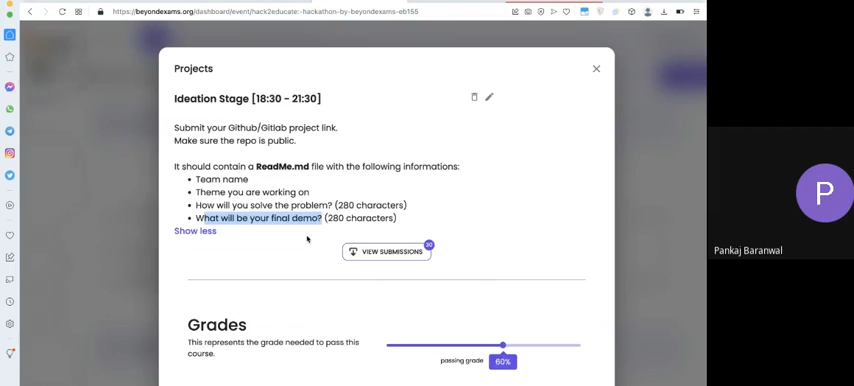 https://beyondexams.org/dashboard/event/hack2educate:-hackathon-by-beyondexams-eb155
Projects
Ideation Stage [18:30 - 21:30]
Submit your Github/Gitlab project link.
Make sure the repo is public.
It should contain a ReadMe.md file with the following informations:
• Team name
• Theme you are working on
• How will you solve the problem? (280 characters)
• What will be your final demo? (280 characters)
Show less
VIEW SUBMISSIONS
30
Grades
This represents the grade needed to pass this
course.
passing grade
60%
P
Pankaj Baranwal